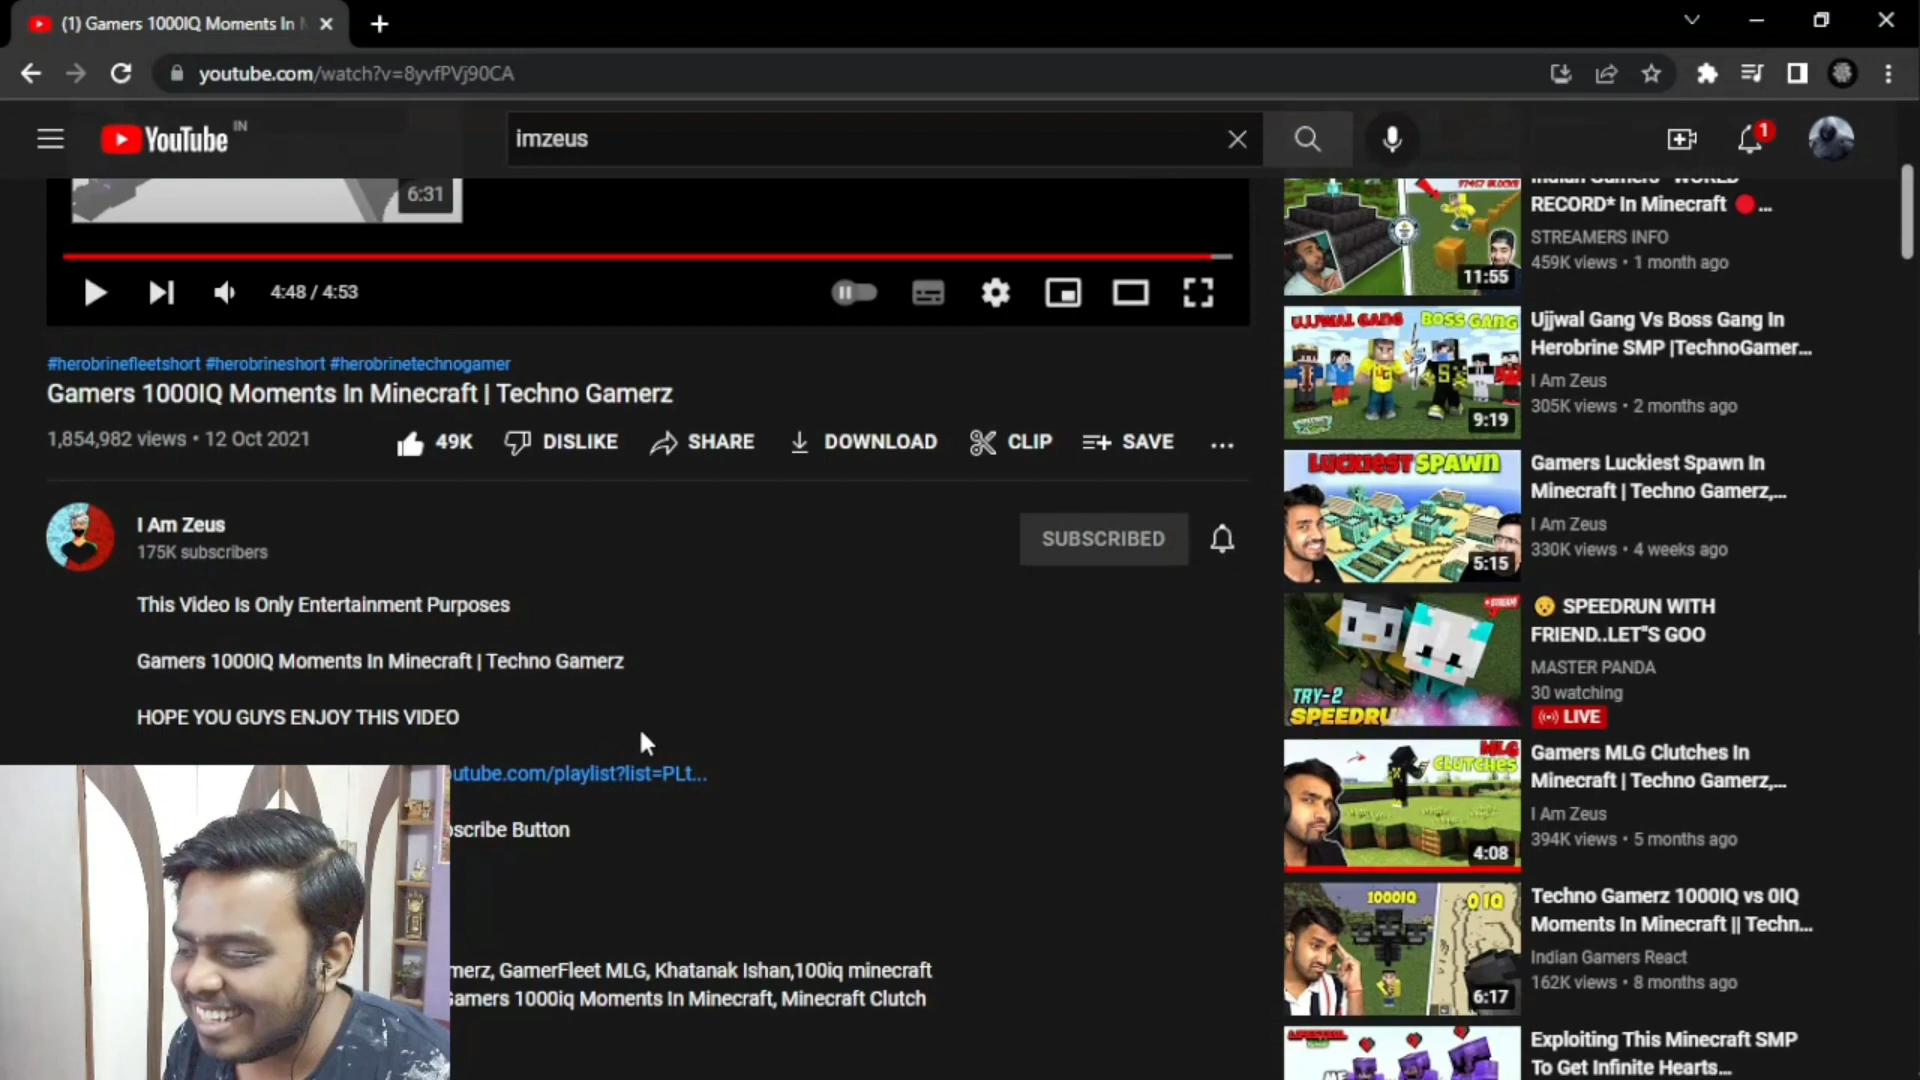 (1) Gamers 1000IQ Moments In
youtube.com/watch?v=8yvfPVj90CA
YouTube IN
imzeus
1
6:31
4:48 / 4:53
#herobrinefleetshort #herobrineshort #herobrinetechnogamer
Gamers 1000IQ Moments In Minecraft | Techno Gamerz
1,854,982 views • 12 Oct 2021
49K
DISLIKE
SHARE
DOWNLOAD
CLIP
SAVE
I Am Zeus
175K subscribers
SUBSCRIBED
This Video Is Only Entertainment Purposes
Gamers 1000IQ Moments In Minecraft | Techno Gamerz
HOPE YOU GUYS ENJOY THIS VIDEO
outube.com/playlist?list=PLt...
bscribe Button
merz, GamerFleet MLG, Khatanak Ishan,100iq minecraft
Gamers 1000iq Moments In Minecraft, Minecraft Clutch
11:55
RECORD* In Minecraft 🔴 ...
STREAMERS INFO
459K views • 1 month ago
UJJWAL GANG
BOSS GANG
9:19
Ujjwal Gang Vs Boss Gang In
Herobrine SMP |TechnoGamer...
I Am Zeus
305K views • 2 months ago
LUCKIEST SPAWN
5:15
Gamers Luckiest Spawn In
Minecraft | Techno Gamerz,...
I Am Zeus
330K views • 4 weeks ago
STREAM
TRY-2
SPEEDRU
😯 SPEEDRUN WITH
FRIEND..LET"S GOO
MASTER PANDA
30 watching
LIVE
MLG
CLUTCHES
4:08
Gamers MLG Clutches In
Minecraft | Techno Gamerz,...
I Am Zeus
394K views • 5 months ago
1000IQ
0 IQ
6:17
Techno Gamerz 1000IQ vs 0IQ
Moments In Minecraft || Techn...
Indian Gamers React
162K views • 8 months ago
Exploiting This Minecraft SMP
To Get Infinite Hearts...